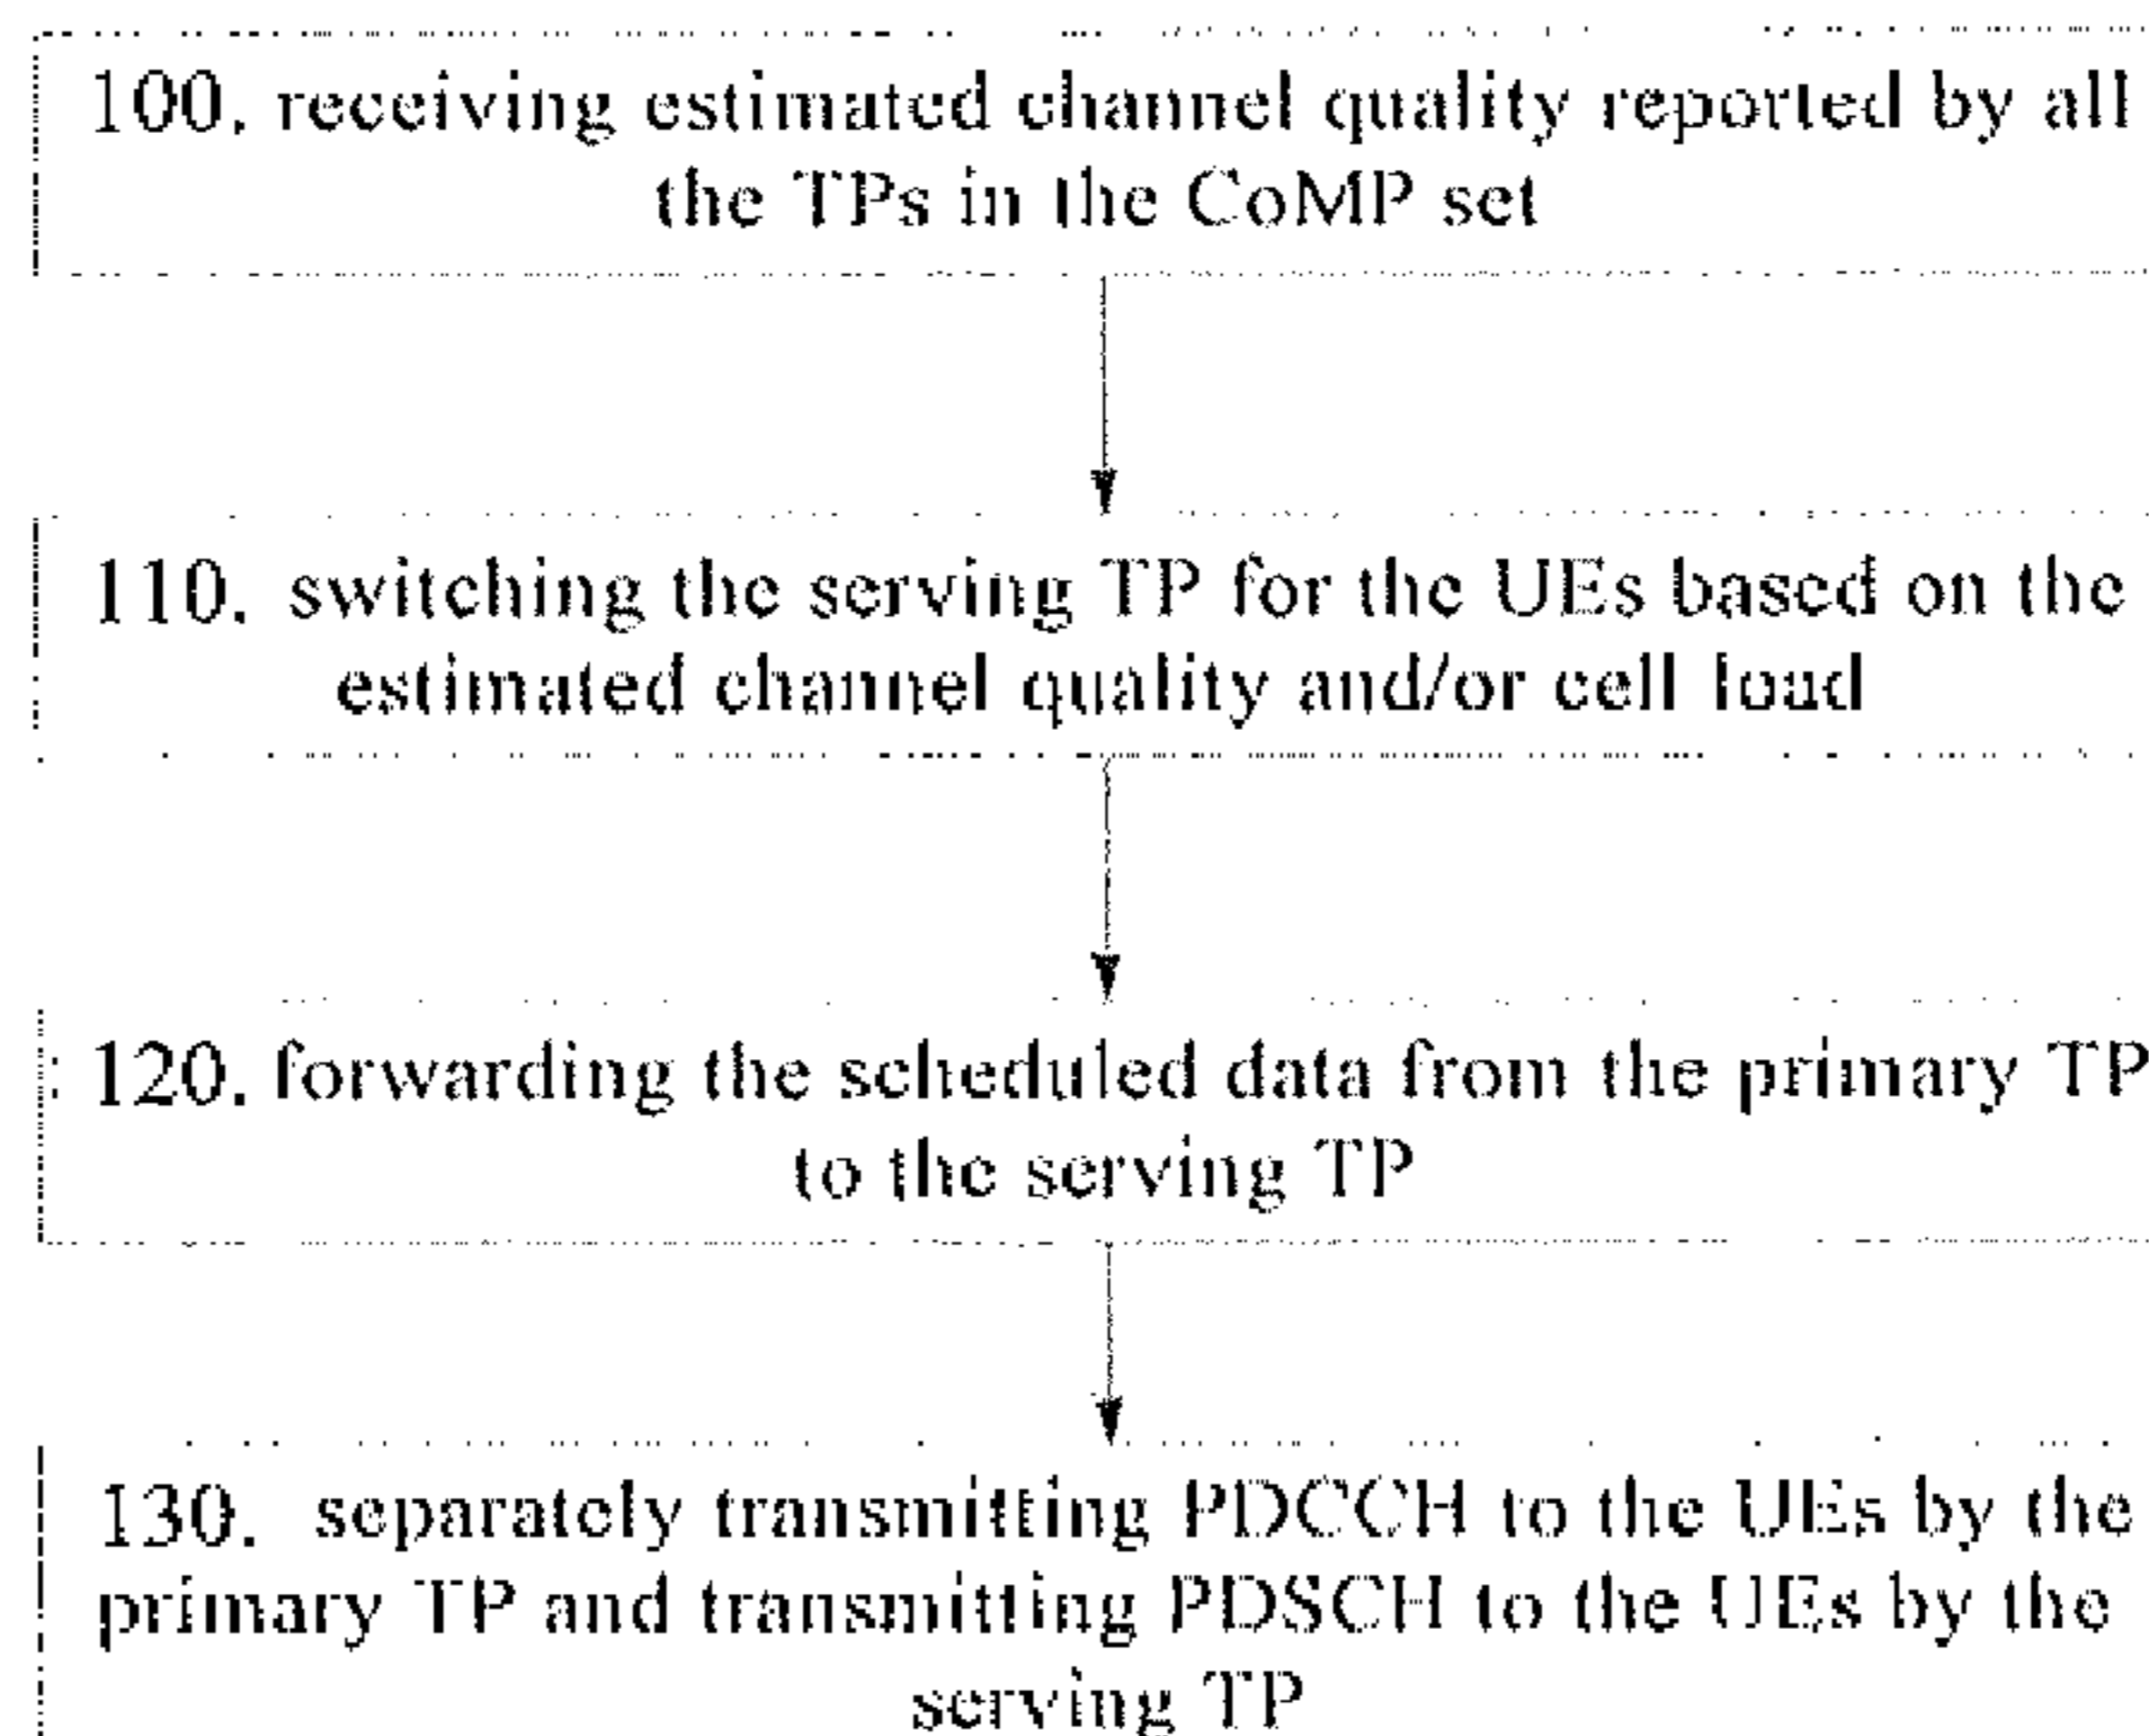 100. receiving estimated channel quality reported by all
the TPs in the CoMP set
110. switching the serving TP for the UEs based on the
estimated channel quality and/or cell load
120. forwarding the scheduled data from the primary TP
to the serving TP
130. separately transmitting PDCCH to the UEs by the
primary TP and transmitting PDSCH to the UEs by the
serving TP